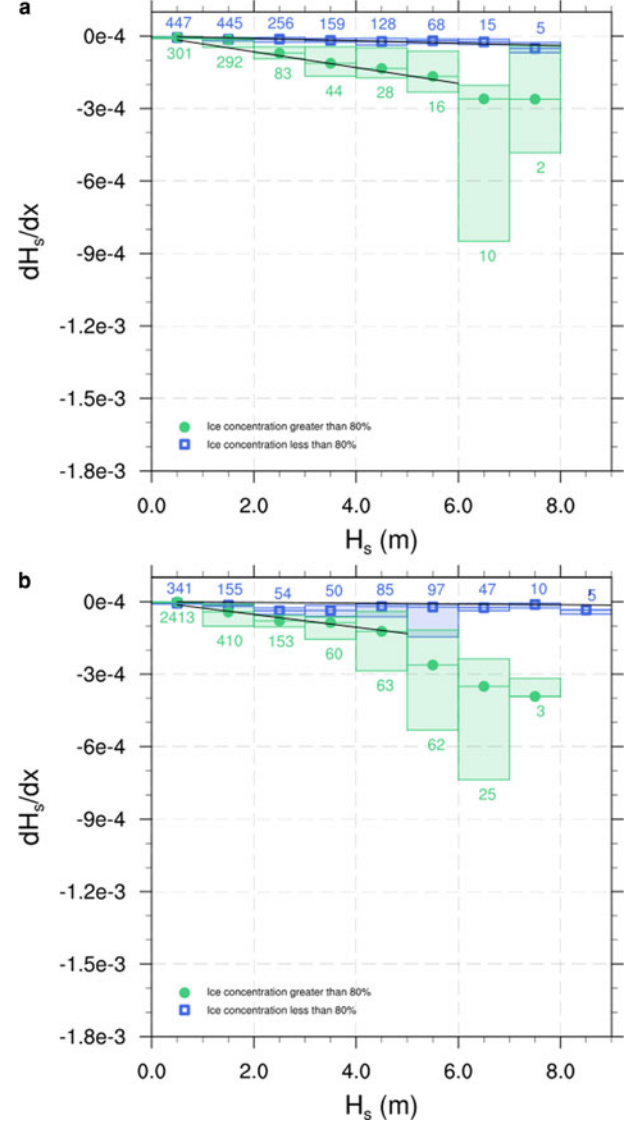 a
447 445 256 159 128 68 15 5
0e-4
301 292 83 44 28 16
-3e-4
2
-6e-4
10
-9e-4
dHs/dx
-1.2e-3
-1.5e-3
Ice concentration greater than 80%
Ice concentration less than 80%
-1.8e-3
0.0 2.0 4.0 6.0 8.0
Hs (m)
b
341 155 54 50 85 97 47 10 5
0e-4
2413 410 153 60 63 62 25 3
-3e-4
-6e-4
-9e-4
dHs/dx
-1.2e-3
-1.5e-3
Ice concentration greater than 80%
Ice concentration less than 80%
-1.8e-3
0.0 2.0 4.0 6.0 8.0
Hs (m)